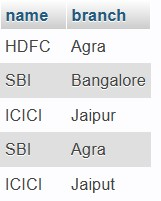 name branch
HDFC Agra
SBI Bangalore
ICICI Jaipur
SBI Agra
ICICI Jaiput